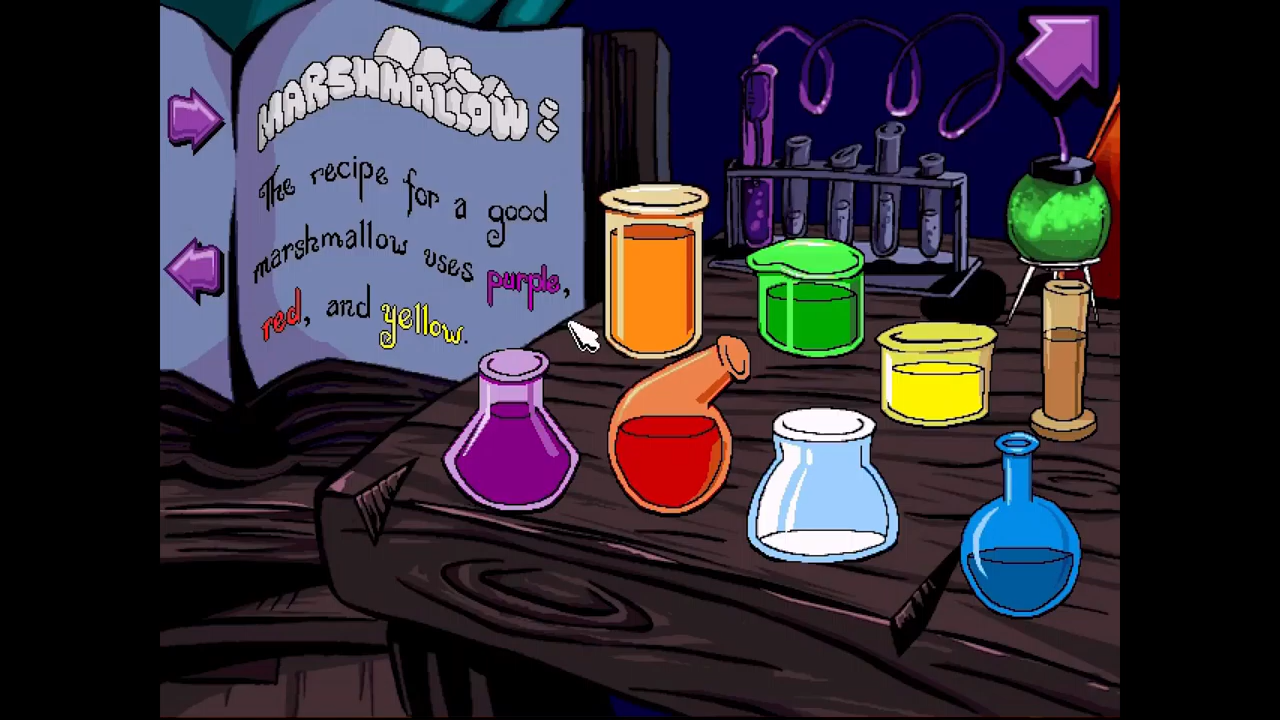 MARSHMALLOW:
The recipe for a good
marshmallow uses purple,
red, and yellow.